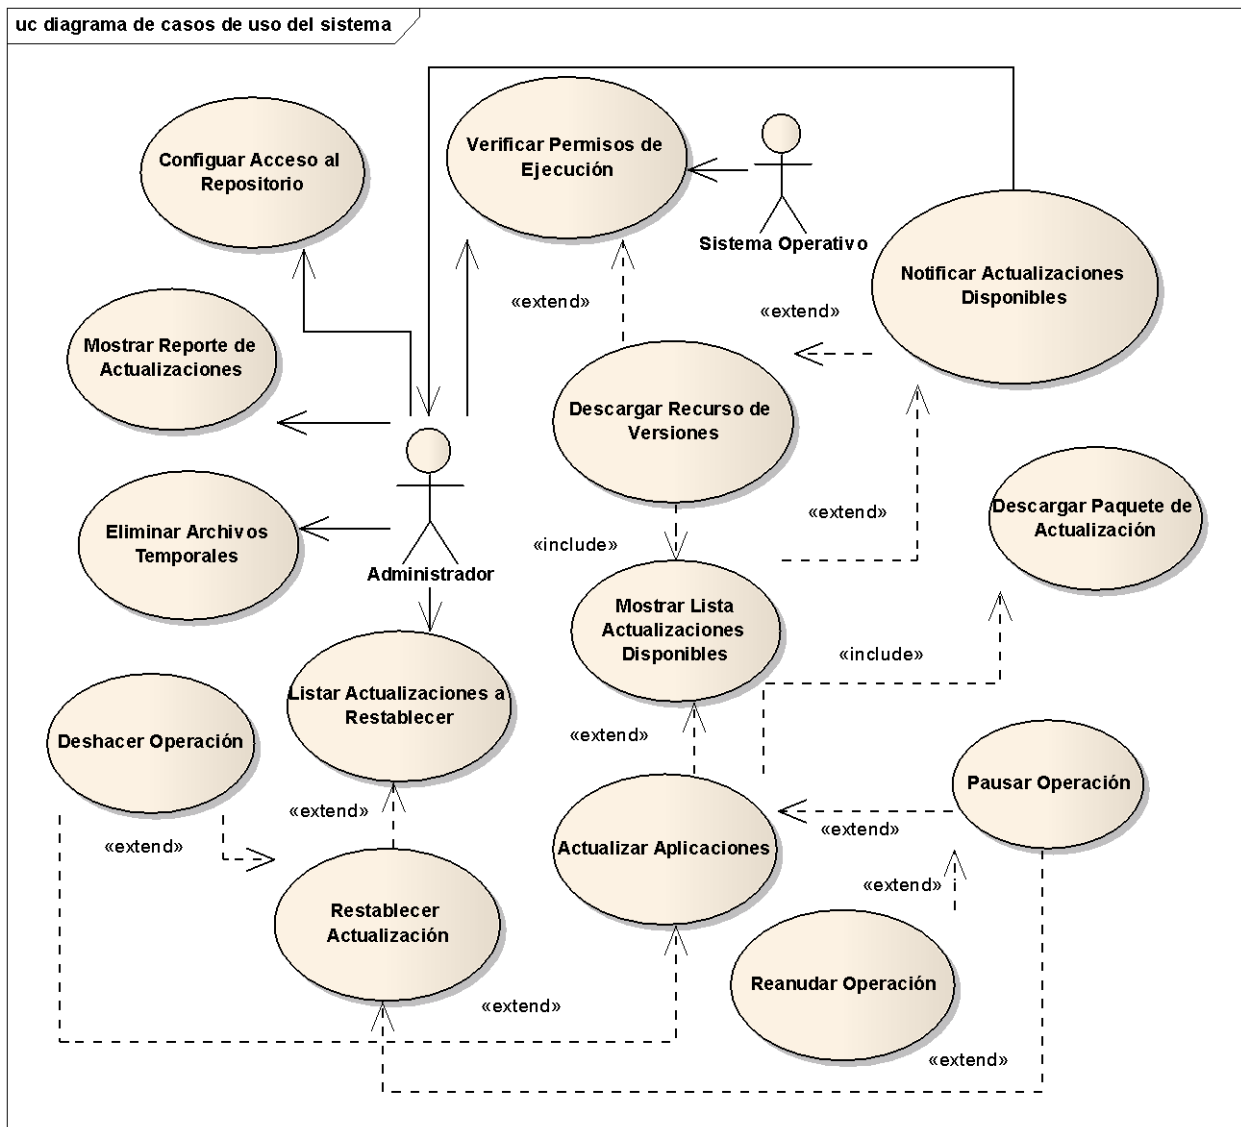 uc diagrama de casos de uso del sistema
Configuar Acceso al
Repositorio
Verificar Permisos de
Ejecución
Sistema Operativo
Notificar Actualizaciones
Disponibles
«extend»
«extend»
Mostrar Reporte de
Actualizaciones
Descargar Recurso de
Versiones
Descargar Paquete de
Actualización
«extend»
Eliminar Archivos
Temporales
«include»
Administrador
Mostrar Lista
Actualizaciones
Disponibles
«include»
Listar Actualizaciones a
Restablecer
Deshacer Operación
«extend»
Pausar Operación
«extend»
«extend»
«extend»
Actualizar Aplicaciones
«extend»
Restablecer
Actualización
Reanudar Operación
«extend»
«extend»